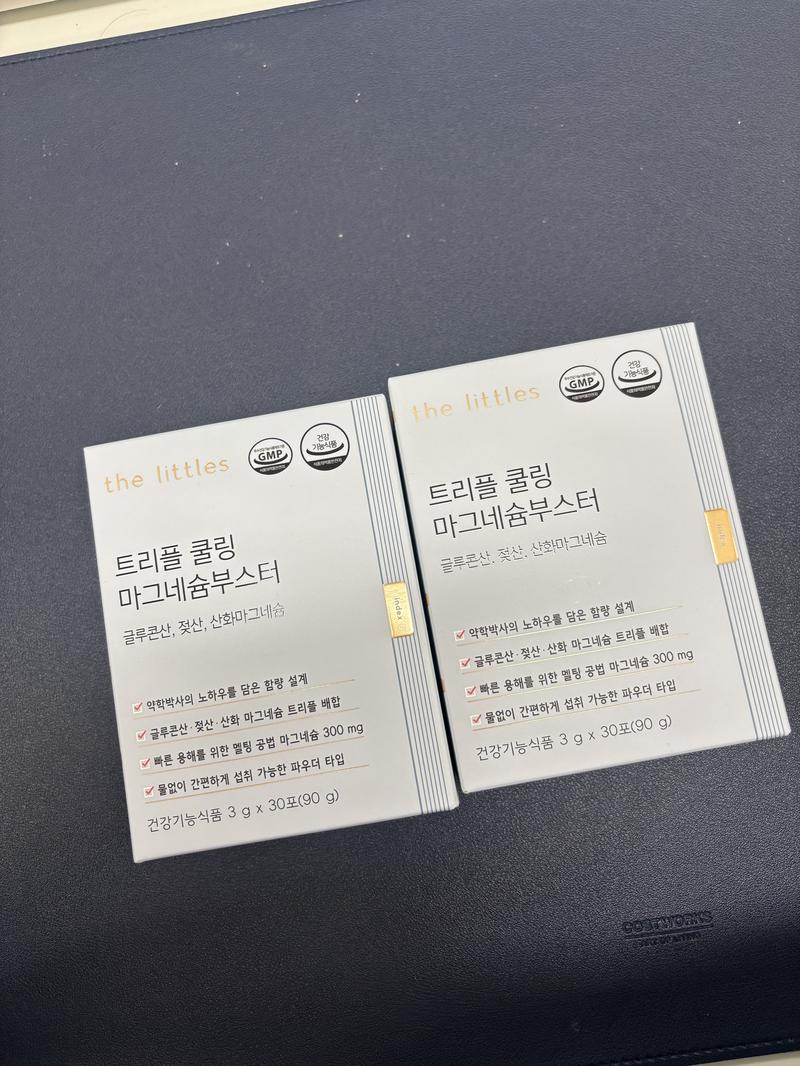 the littles
GMP
건강
기능식품
트리플 쿨링
마그네슘부스터
글루콘산, 젖산, 산화마그네슘
index
약학박사의 노하우를 담은 함량 설계
글루콘산·젖산·산화 마그네슘 트리플 배합
빠른 용해를 위한 멜팅 공법 마그네슘 300 mg
물없이 간편하게 섭취 가능한 파우더 타입
건강기능식품 3 g x 30포(90 g)
the littles
GMP
건강
기능식품
트리플 쿨링
마그네슘부스터
글루콘산, 젖산, 산화마그네슘
index
약학박사의 노하우를 담은 함량 설계
글루콘산·젖산·산화 마그네슘 트리플 배합
빠른 용해를 위한 멜팅 공법 마그네슘 300 mg
물없이 간편하게 섭취 가능한 파우더 타입
건강기능식품 3 g x 30포(90 g)